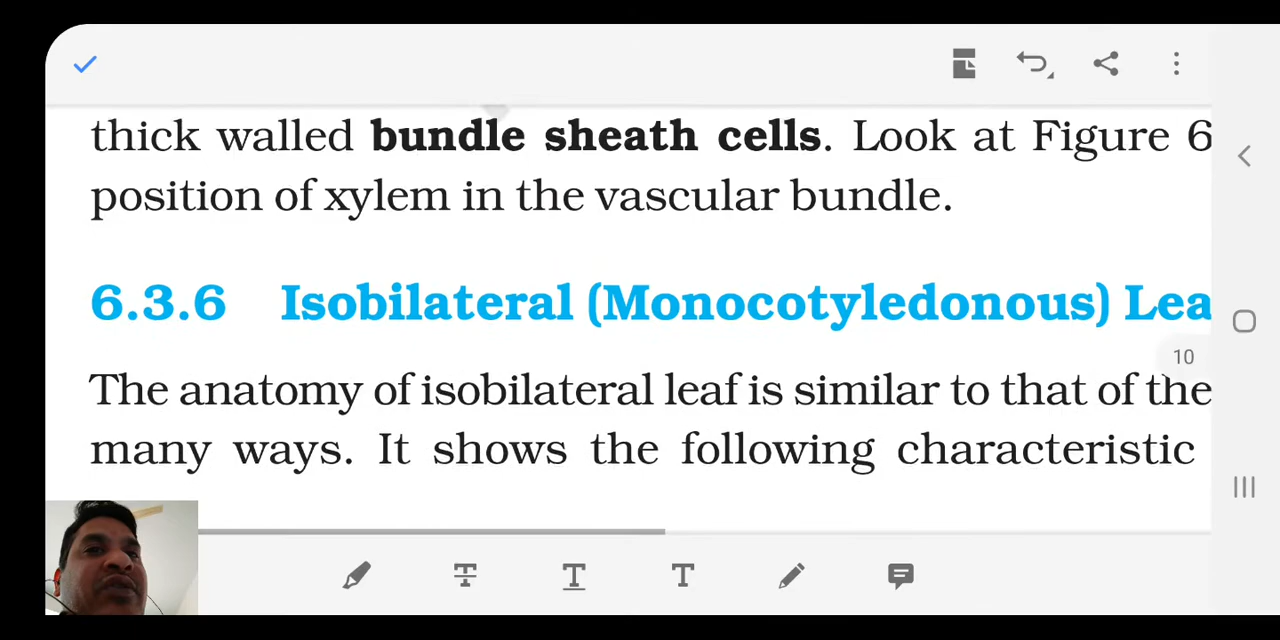 thick walled bundle sheath cells. Look at Figure 6
position of xylem in the vascular bundle.
6.3.6 Isobilateral (Monocotyledonous) Lea
10
The anatomy of isobilateral leaf is similar to that of the
many ways. It shows the following characteristic